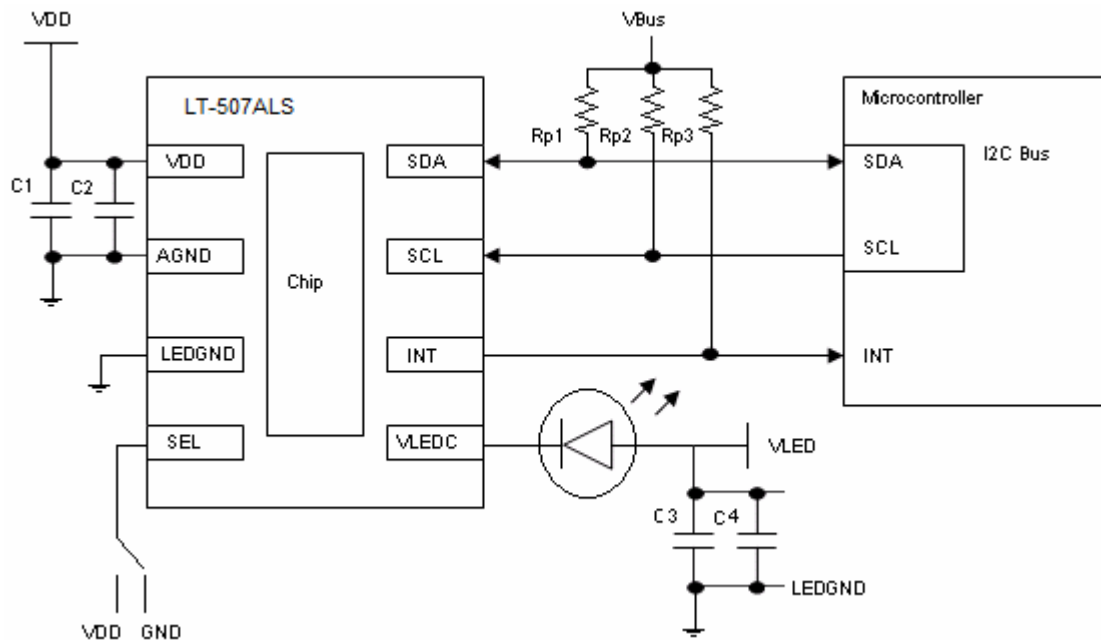 VDD
VBus
LT-507ALS
Microcontroller
Rp1
Rp2
Rp3
VDD
SDA
SDA
I2C Bus
C1
C2
AGND
SCL
SCL
Chip
LEDGND
INT
INT
SEL
VLEDC
VLED
C3
C4
LEDGND
VDD
GND